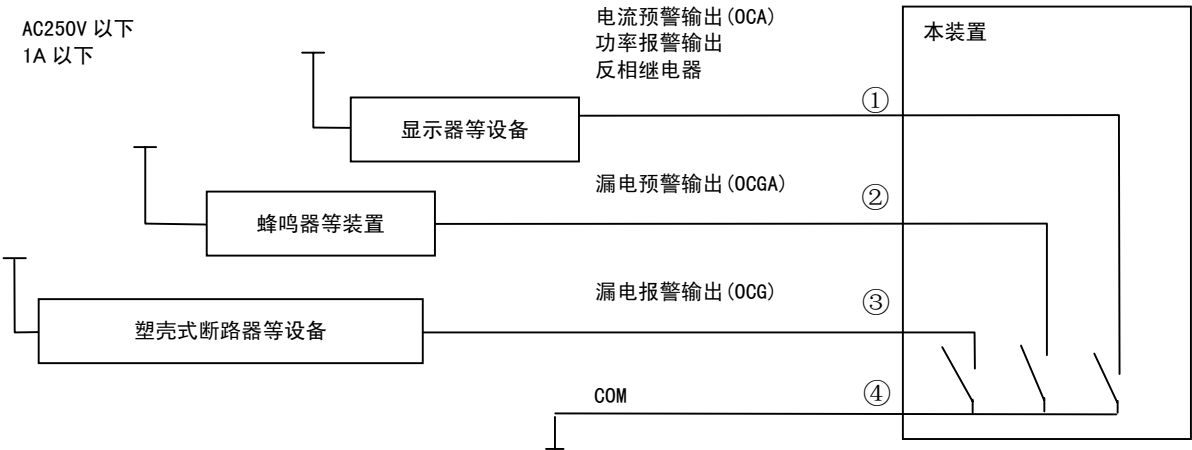 AC250V 以下
1A 以下
电流预警输出(OCA)
功率报警输出
反相继电器
本装置
①
显示器等设备
漏电预警输出(OCGA)
②
蜂鸣器等装置
漏电报警输出(OCG)
③
塑壳式断路器等设备
COM
④